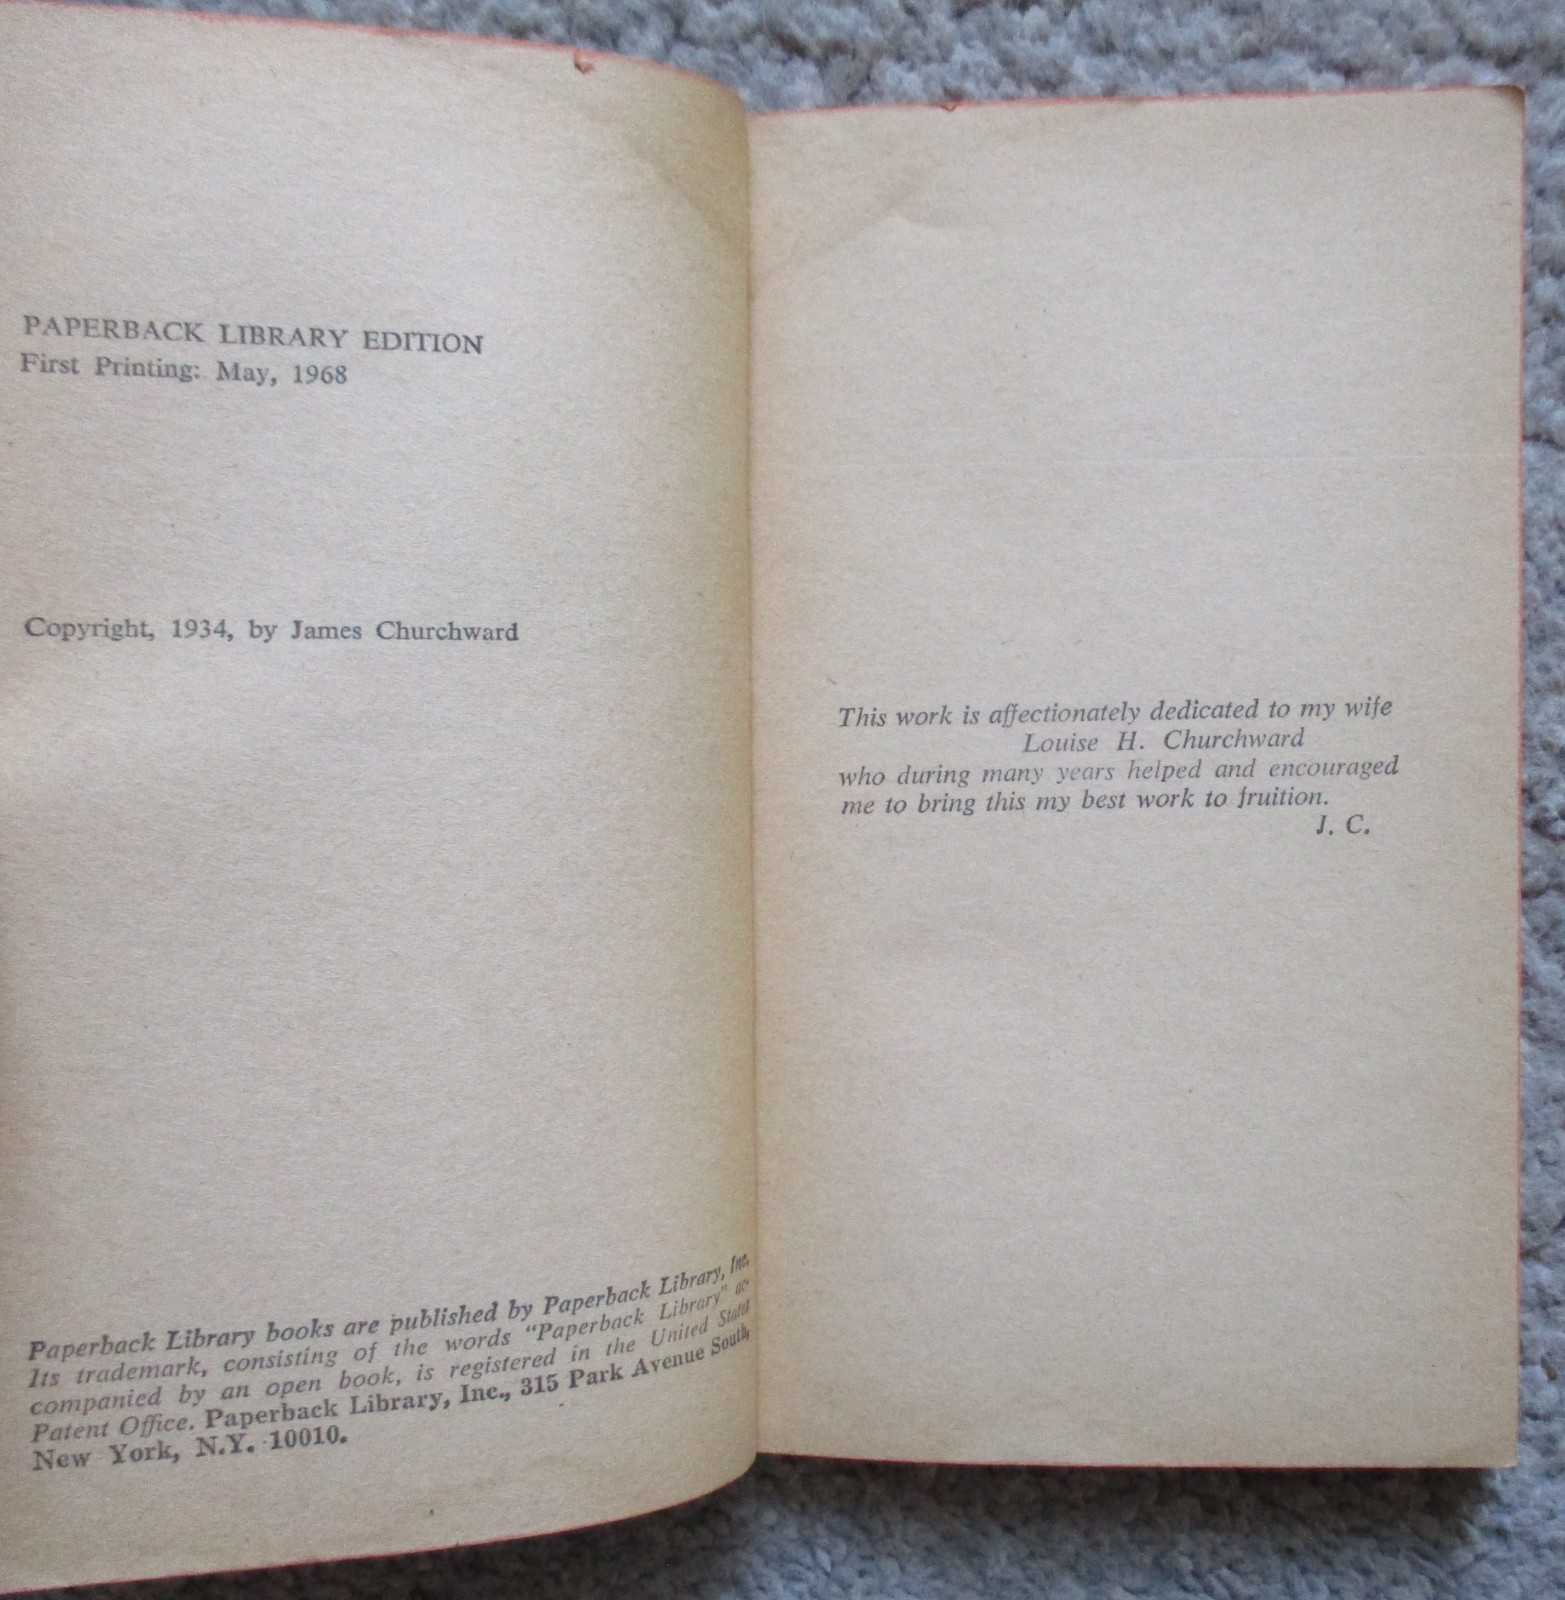 PAPERBACK LIBRARY EDITION
First Printing: May, 1968
Copyright, 1934, by James Churchward
Paperback Library books are published by Paperback Library, Inc.
Its trademark, consisting of the words "Paperback Library" ac-
companied by an open book, is registered in the United States
Patent Office. Paperback Library, Inc., 315 Park Avenue South,
New York, N.Y. 10010.
This work is affectionately dedicated to my wife
Louise H. Churchward
who during many years helped and encouraged
me to bring this my best work to fruition.
J. C.